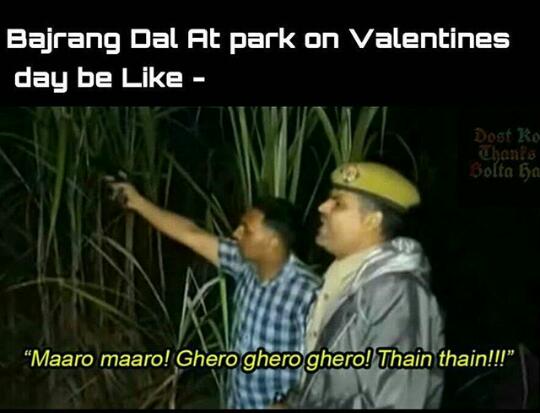 Bajrang Dal At park on Valentines
day be Like -
Dost Ko
Thanks
Bolta Ha
"Maaro maaro! Ghero ghero ghero! Thain thain!!!"